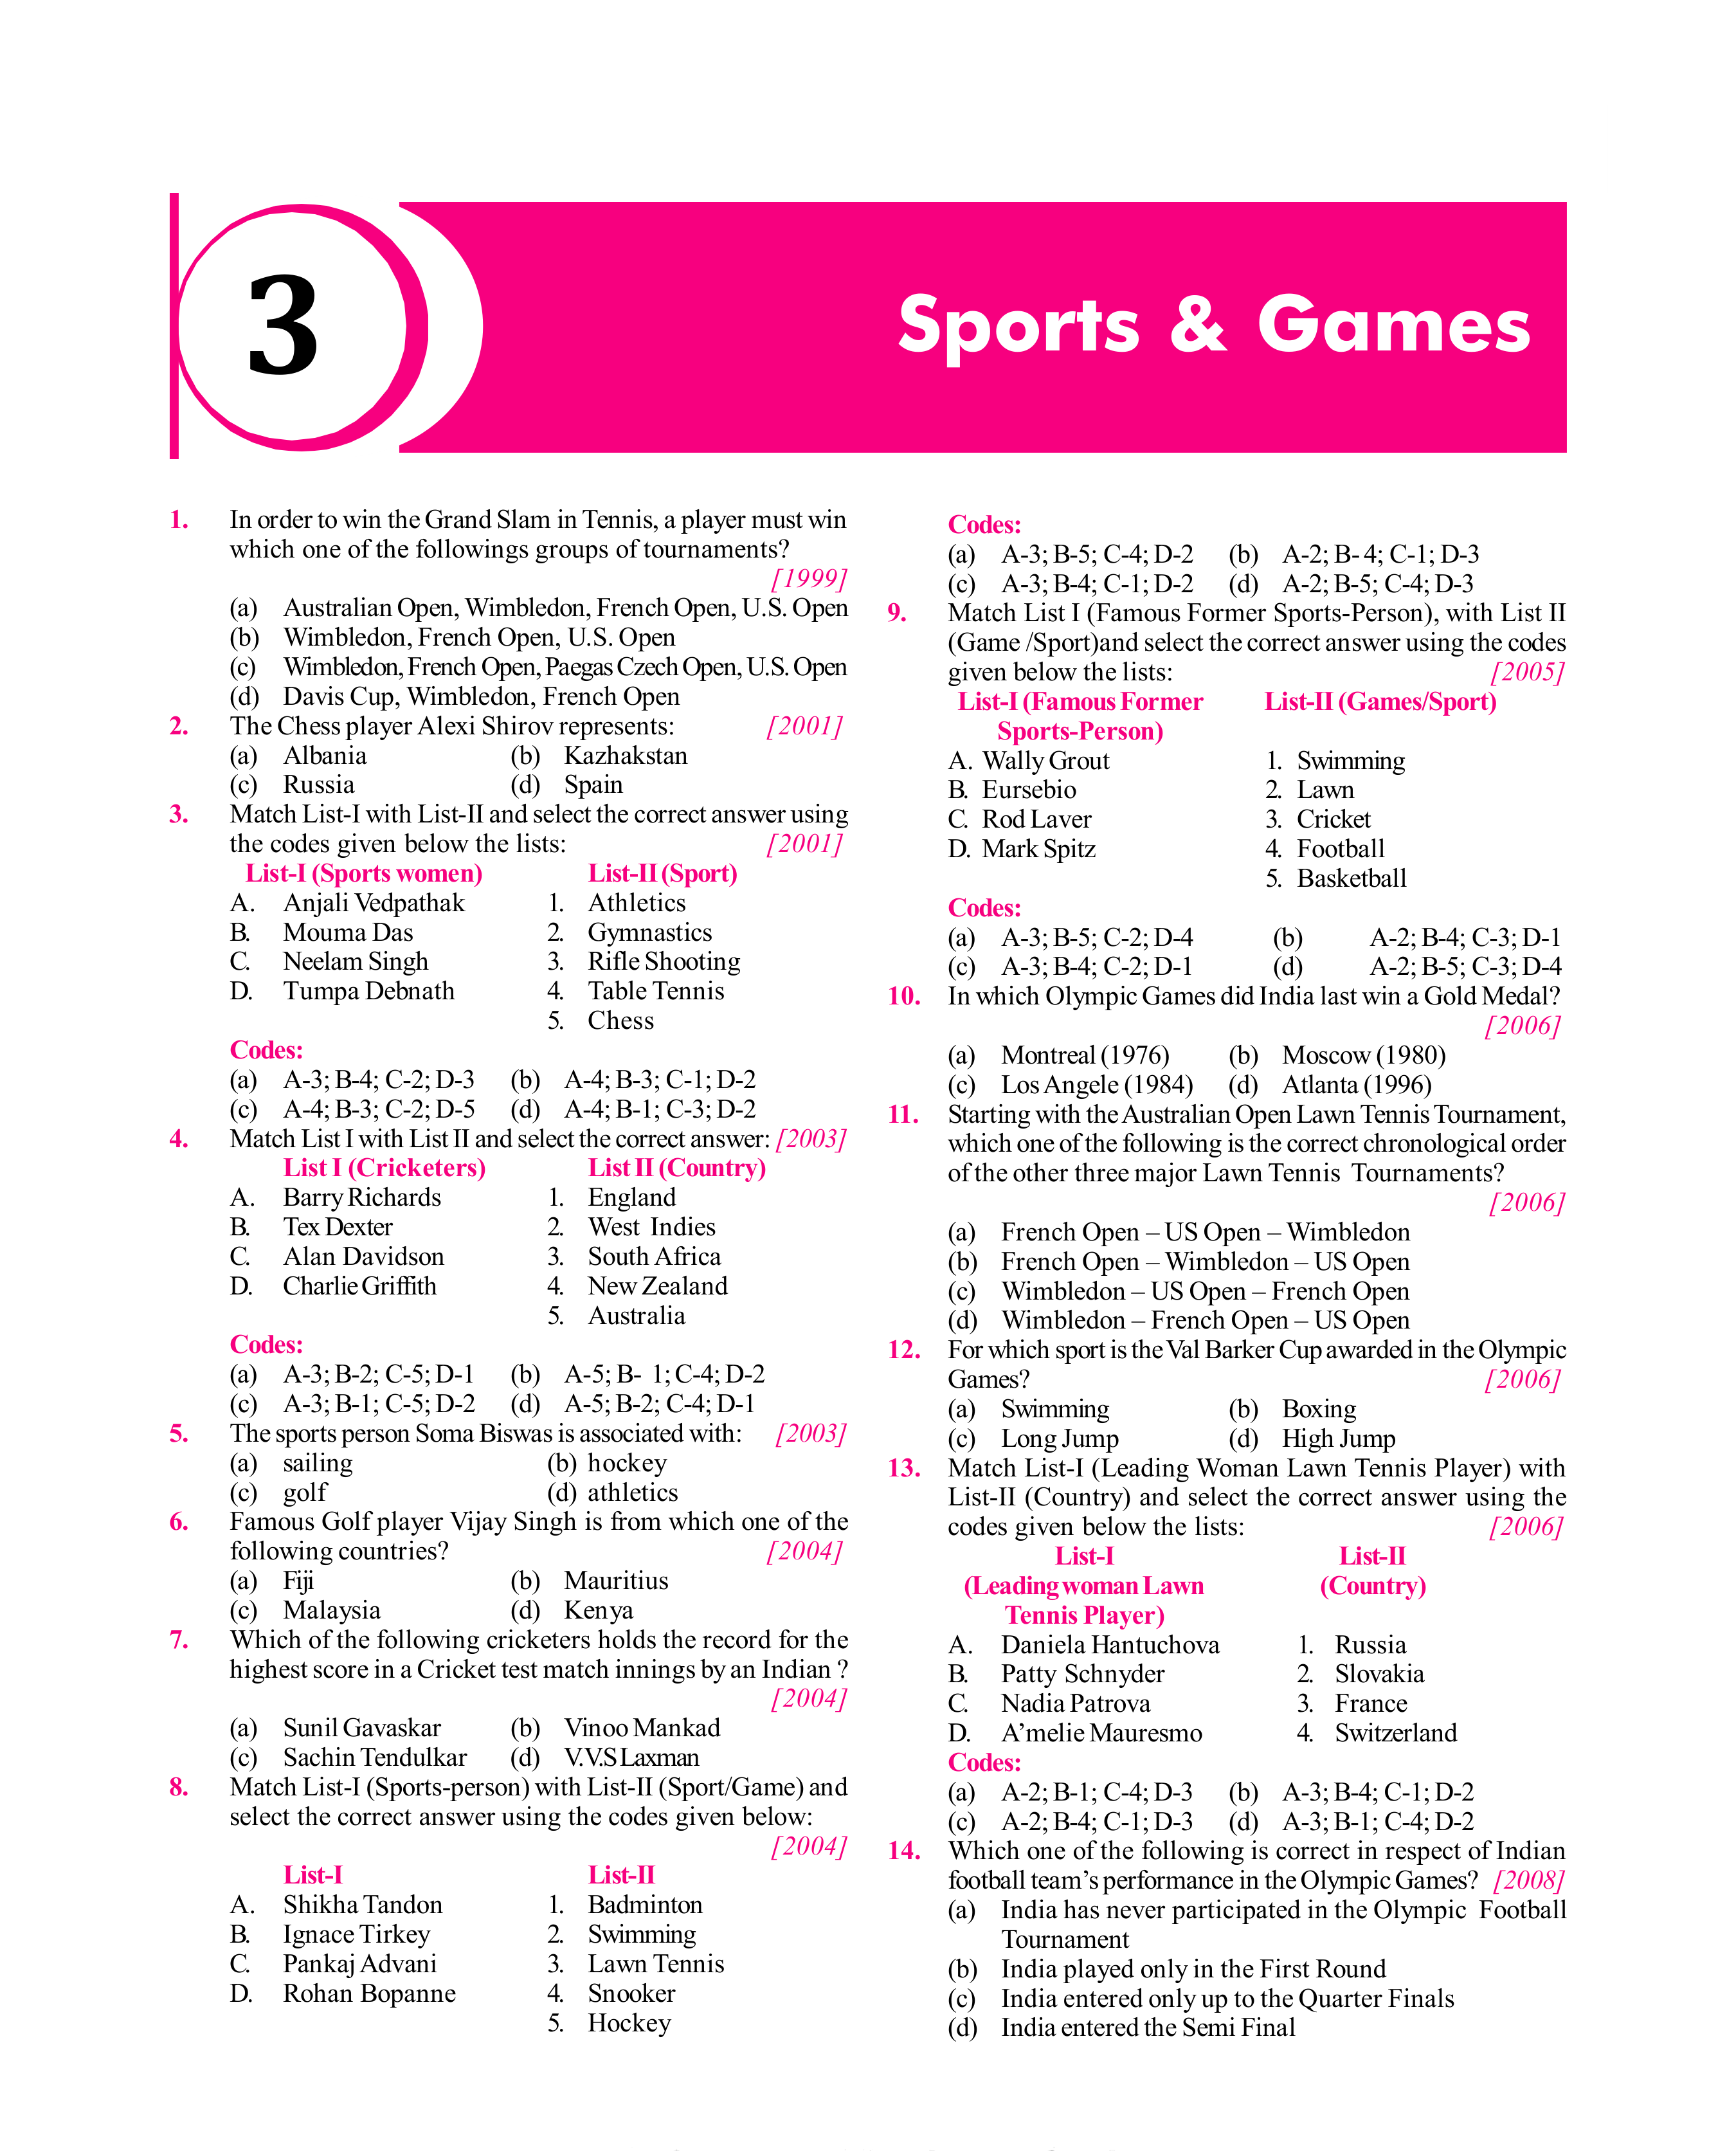 3
Sports & Games
1. In order to win the Grand Slam in Tennis, a player must win
which one of the followings groups of tournaments?
[1999]
(a) Australian Open, Wimbledon, French Open, U.S. Open
(b) Wimbledon, French Open, U.S. Open
(c) Wimbledon, French Open, Paegas Czech Open, U.S. Open
(d) Davis Cup, Wimbledon, French Open
2. The Chess player Alexi Shirov represents: [2001]
(a) Albania (b) Kazhakstan
(c) Russia (d) Spain
3. Match List-I with List-II and select the correct answer using
the codes given below the lists: [2001]
List-I (Sports women) List-II (Sport)
A. Anjali Vedpathak 1. Athletics
B. Mouma Das 2. Gymnastics
C. Neelam Singh 3. Rifle Shooting
D. Tumpa Debnath 4. Table Tennis
5. Chess
Codes:
(a) A-3; B-4; C-2; D-3 (b) A-4; B-3; C-1; D-2
(c) A-4; B-3; C-2; D-5 (d) A-4; B-1; C-3; D-2
4. Match List I with List II and select the correct answer: [2003]
List I (Cricketers) List II (Country)
A. Barry Richards 1. England
B. Tex Dexter 2. West Indies
C. Alan Davidson 3. South Africa
D. Charlie Griffith 4. New Zealand
5. Australia
Codes:
(a) A-3; B-2; C-5; D-1 (b) A-5; B- 1; C-4; D-2
(c) A-3; B-1; C-5; D-2 (d) A-5; B-2; C-4; D-1
5. The sports person Soma Biswas is associated with: [2003]
(a) sailing (b) hockey
(c) golf (d) athletics
6. Famous Golf player Vijay Singh is from which one of the
following countries? [2004]
(a) Fiji (b) Mauritius
(c) Malaysia (d) Kenya
7. Which of the following cricketers holds the record for the
highest score in a Cricket test match innings by an Indian ?
[2004]
(a) Sunil Gavaskar (b) Vinoo Mankad
(c) Sachin Tendulkar (d) V.V.S Laxman
8. Match List-I (Sports-person) with List-II (Sport/Game) and
select the correct answer using the codes given below:
[2004]
List-I List-II
A. Shikha Tandon 1. Badminton
B. Ignace Tirkey 2. Swimming
C. Pankaj Advani 3. Lawn Tennis
D. Rohan Bopanne 4. Snooker
5. Hockey
Codes:
(a) A-3; B-5; C-4; D-2 (b) A-2; B- 4; C-1; D-3
(c) A-3; B-4; C-1; D-2 (d) A-2; B-5; C-4; D-3
9. Match List I (Famous Former Sports-Person), with List II
(Game /Sport)and select the correct answer using the codes
given below the lists: [2005]
List-I (Famous Former List-II (Games/Sport)
Sports-Person)
A. Wally Grout 1. Swimming
B. Eursebio 2. Lawn
C. Rod Laver 3. Cricket
D. Mark Spitz 4. Football
5. Basketball
Codes:
(a) A-3; B-5; C-2; D-4 (b) A-2; B-4; C-3; D-1
(c) A-3; B-4; C-2; D-1 (d) A-2; B-5; C-3; D-4
10. In which Olympic Games did India last win a Gold Medal?
[2006]
(a) Montreal (1976) (b) Moscow (1980)
(c) Los Angele (1984) (d) Atlanta (1996)
11. Starting with the Australian Open Lawn Tennis Tournament,
which one of the following is the correct chronological order
of the other three major Lawn Tennis Tournaments?
[2006]
(a) French Open – US Open – Wimbledon
(b) French Open – Wimbledon – US Open
(c) Wimbledon – US Open – French Open
(d) Wimbledon – French Open – US Open
12. For which sport is the Val Barker Cup awarded in the Olympic
Games? [2006]
(a) Swimming (b) Boxing
(c) Long Jump (d) High Jump
13. Match List-I (Leading Woman Lawn Tennis Player) with
List-II (Country) and select the correct answer using the
codes given below the lists: [2006]
List-I List-II
(Leading woman Lawn (Country)
Tennis Player)
A. Daniela Hantuchova 1. Russia
B. Patty Schnyder 2. Slovakia
C. Nadia Patrova 3. France
D. A’melie Mauresmo 4. Switzerland
Codes:
(a) A-2; B-1; C-4; D-3 (b) A-3; B-4; C-1; D-2
(c) A-2; B-4; C-1; D-3 (d) A-3; B-1; C-4; D-2
14. Which one of the following is correct in respect of Indian
football team’s performance in the Olympic Games? [2008]
(a) India has never participated in the Olympic Football
Tournament
(b) India played only in the First Round
(c) India entered only up to the Quarter Finals
(d) India entered the Semi Final